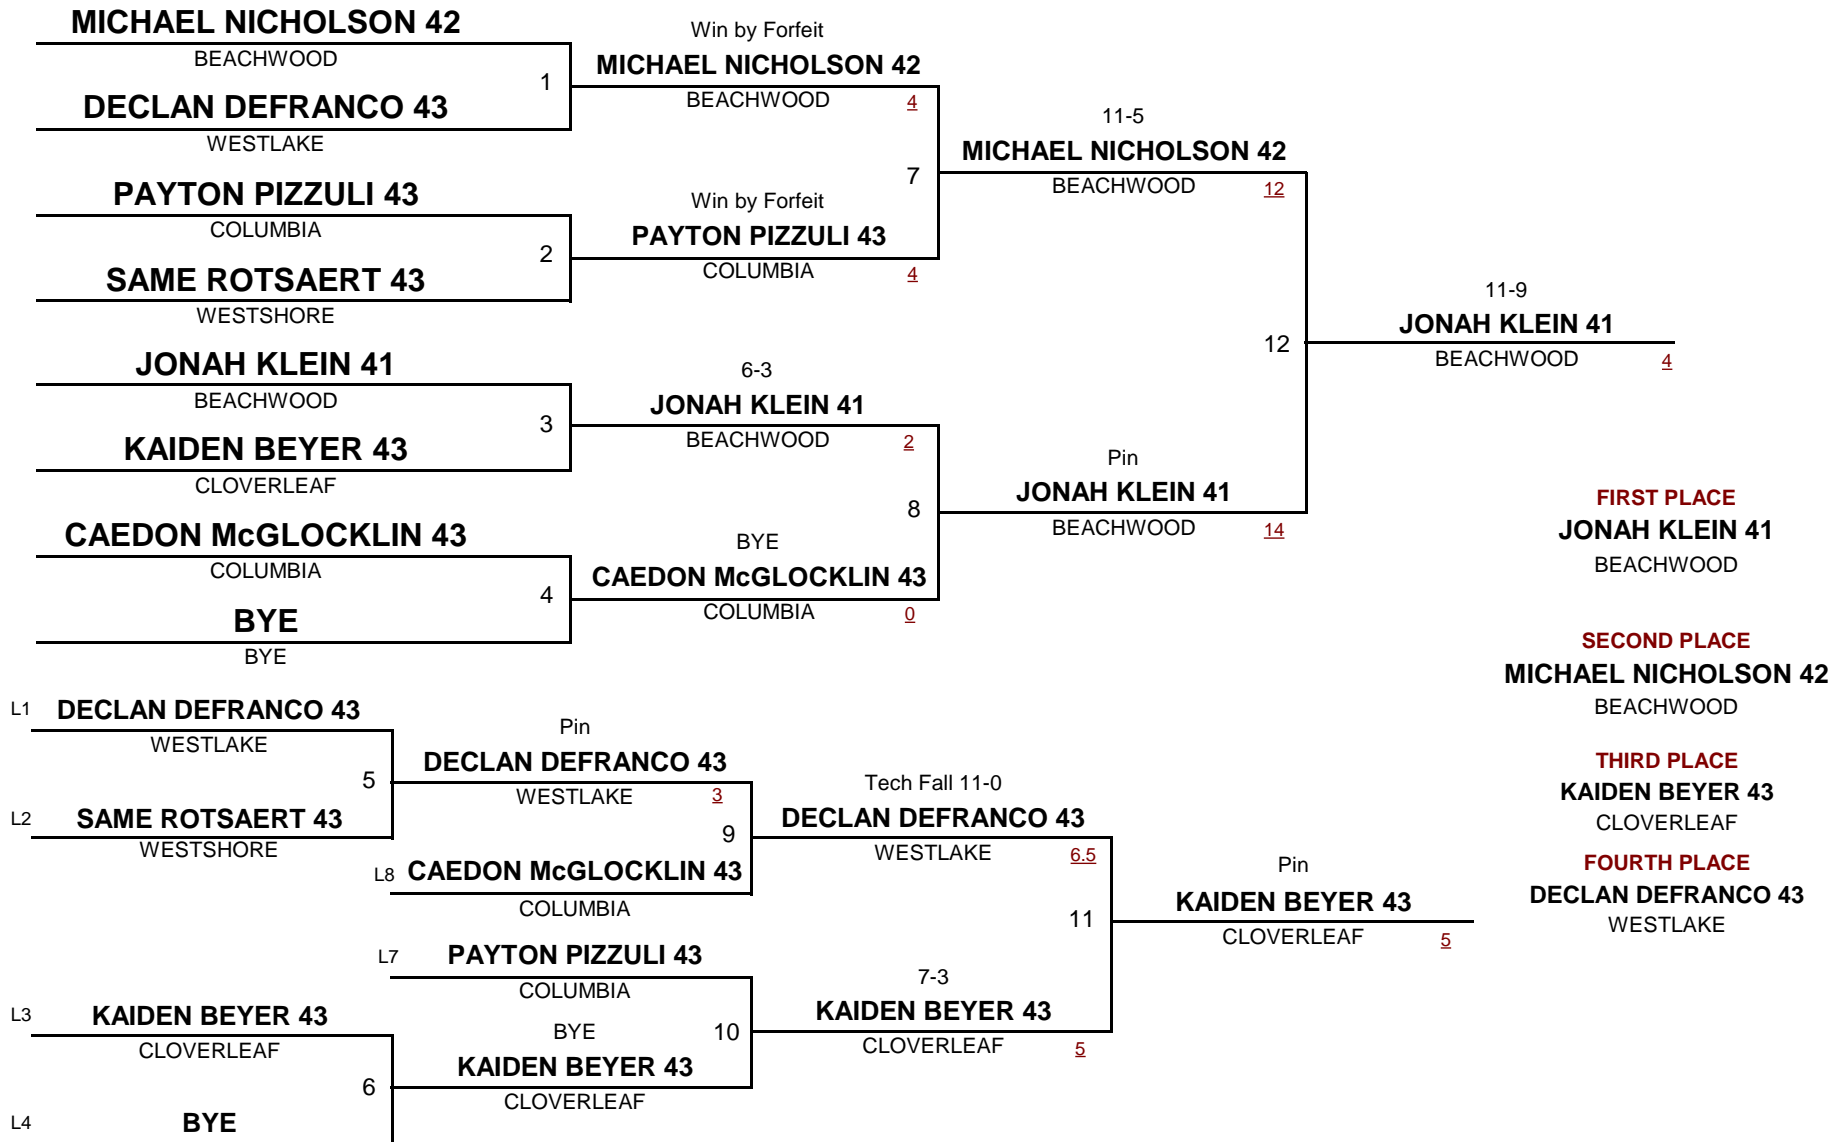 MICHAEL NICHOLSON 42
BEACHWOOD
1
DECLAN DEFRANCO 43
WESTLAKE
PAYTON PIZZULI 43
COLUMBIA
2
SAME ROTSAERT 43
WESTSHORE
JONAH KLEIN 41
BEACHWOOD
3
KAIDEN BEYER 43
CLOVERLEAF
CAEDON McGLOCKLIN 43
COLUMBIA
4
BYE
BYE
Win by Forfeit
MICHAEL NICHOLSON 42
BEACHWOOD 4
7
Win by Forfeit
PAYTON PIZZULI 43
COLUMBIA 4
6-3
JONAH KLEIN 41
BEACHWOOD 2
8
BYE
CAEDON McGLOCKLIN 43
COLUMBIA 0
11-5
MICHAEL NICHOLSON 42
BEACHWOOD 12
12
Pin
JONAH KLEIN 41
BEACHWOOD 14
11-9
JONAH KLEIN 41
BEACHWOOD 4
FIRST PLACE
JONAH KLEIN 41
BEACHWOOD
SECOND PLACE
MICHAEL NICHOLSON 42
BEACHWOOD
THIRD PLACE
KAIDEN BEYER 43
CLOVERLEAF
FOURTH PLACE
DECLAN DEFRANCO 43
WESTLAKE
L1 DECLAN DEFRANCO 43
WESTLAKE
5
L2 SAME ROTSAERT 43
WESTSHORE
L3 KAIDEN BEYER 43
CLOVERLEAF
6
L4 BYE
Pin
DECLAN DEFRANCO 43
WESTLAKE 3
9
L8 CAEDON McGLOCKLIN 43
COLUMBIA
L7 PAYTON PIZZULI 43
COLUMBIA
10
BYE
KAIDEN BEYER 43
CLOVERLEAF
Tech Fall 11-0
DECLAN DEFRANCO 43
WESTLAKE 6.5
11
7-3
KAIDEN BEYER 43
CLOVERLEAF 5
Pin
KAIDEN BEYER 43
CLOVERLEAF 5